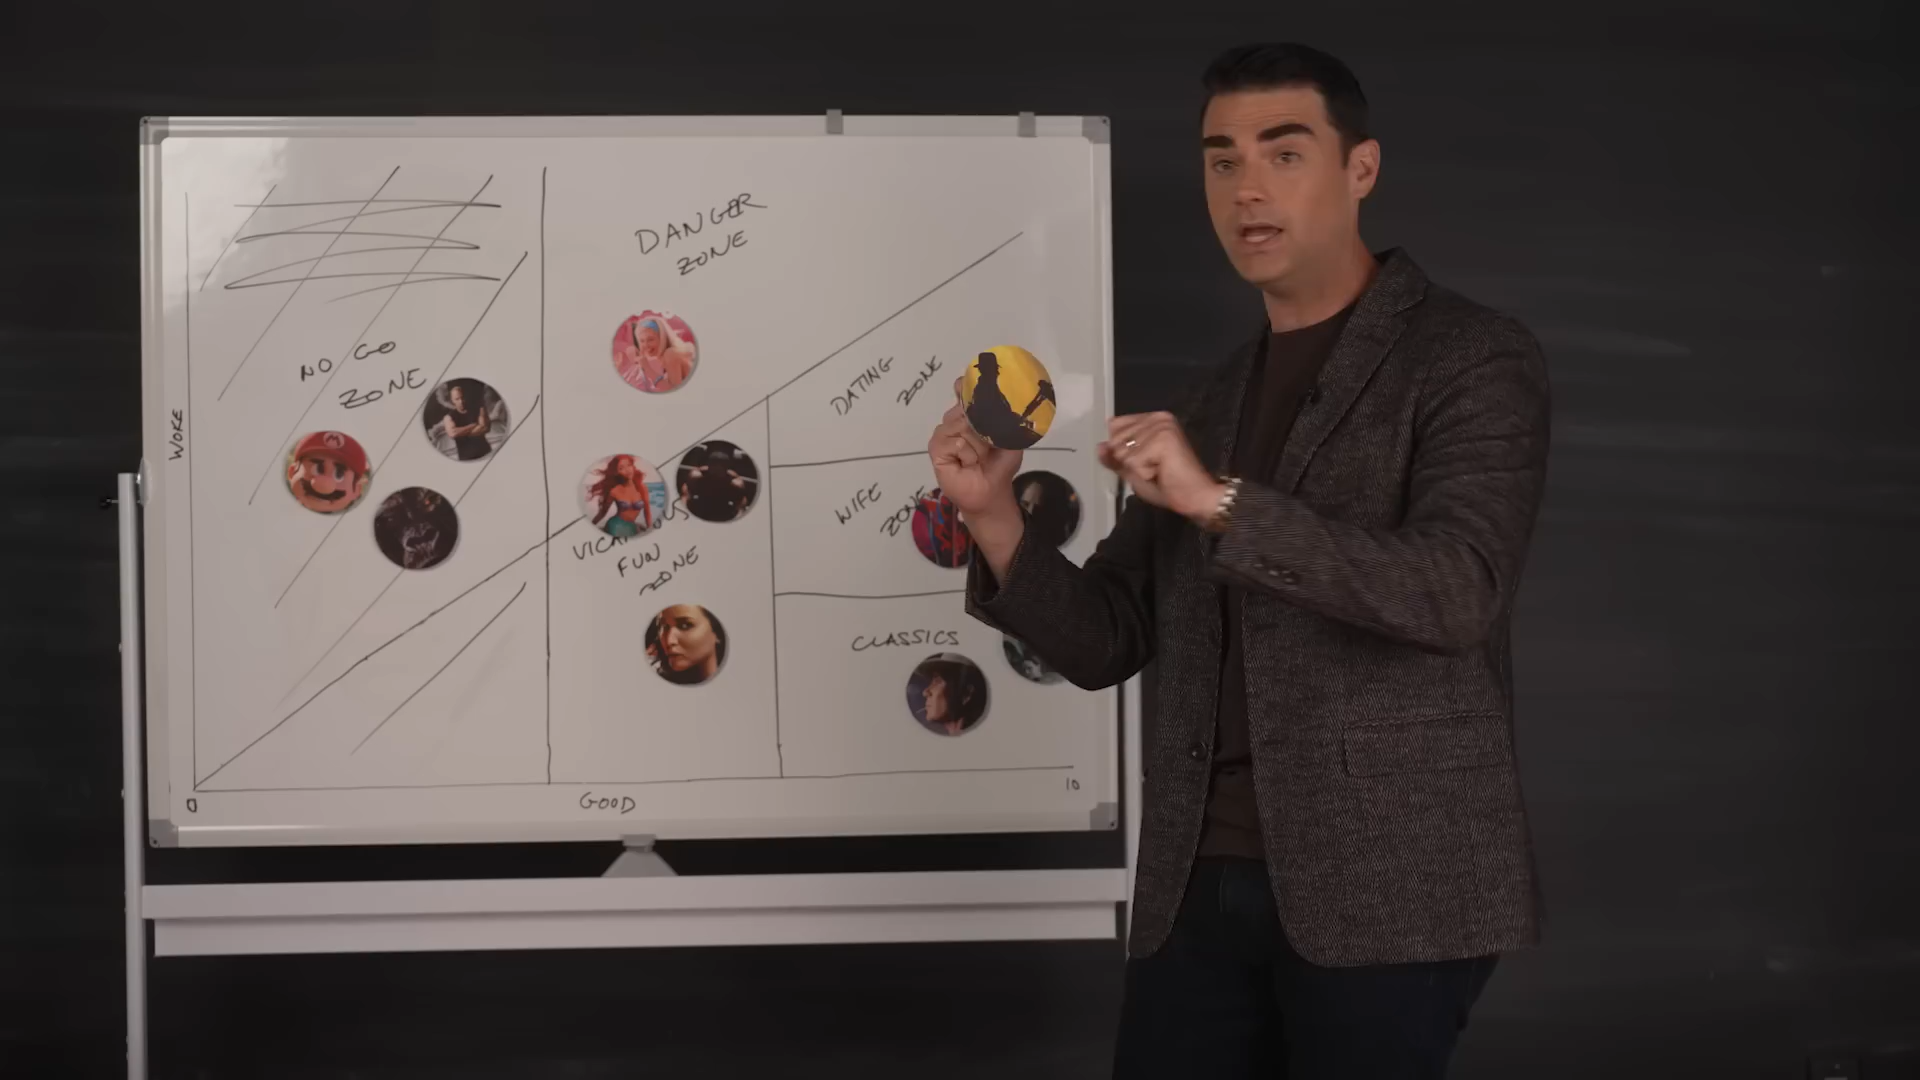 DANGER
ZONE
NO GO
ZONE
DATING
ZONE
WOKE
WIFE
ZONE
FUN
ZONE
CLASSICS
0
GOOD
10
M